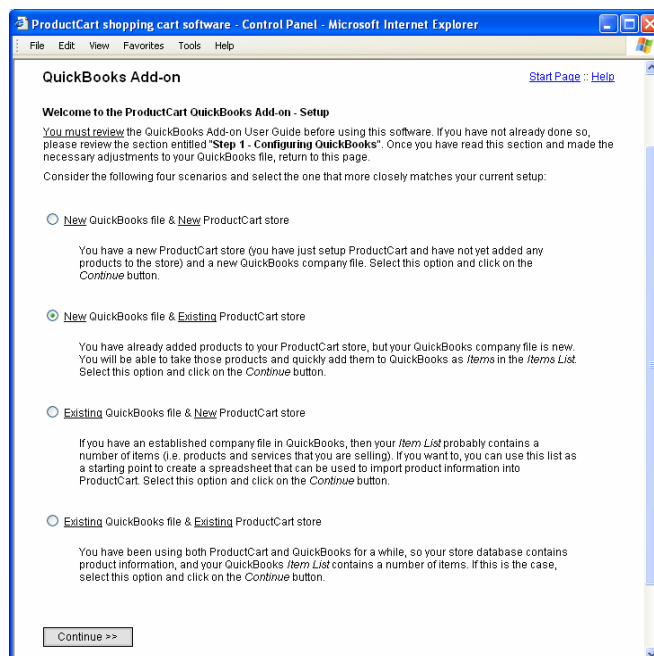 ProductCart shopping cart software - Control Panel - Microsoft Internet Explorer
File Edit View Favorites Tools Help
QuickBooks Add-on
Start Page :: Help
Welcome to the ProductCart QuickBooks Add-on - Setup
You must review the QuickBooks Add-on User Guide before using this software. If you have not already done so,
please review the section entitled "Step 1 - Configuring QuickBooks". Once you have read this section and made the
necessary adjustments to your QuickBooks file, return to this page.
Consider the following four scenarios and select the one that more closely matches your current setup:
New QuickBooks file & New ProductCart store
You have a new ProductCart store (you have just setup ProductCart and have not yet added any
products to the store) and a new QuickBooks company file. Select this option and click on the
Continue button.
New QuickBooks file & Existing ProductCart store
You have already added products to your ProductCart store, but your QuickBooks company file is new.
You will be able to take those products and quickly add them to QuickBooks as Items in the Items List.
Select this option and click on the Continue button.
Existing QuickBooks file & New ProductCart store
If you have an established company file in QuickBooks, then your Item List probably contains a
number of items (i.e. products and services that you are selling). If you want to, you can use this list as
a starting point to create a spreadsheet that can be used to import product information into
ProductCart. Select this option and click on the Continue button.
Existing QuickBooks file & Existing ProductCart store
You have been using both ProductCart and QuickBooks for a while, so your store database contains
product information, and your QuickBooks Item List contains a number of items. If this is the case,
select this option and click on the Continue button.
Continue >>